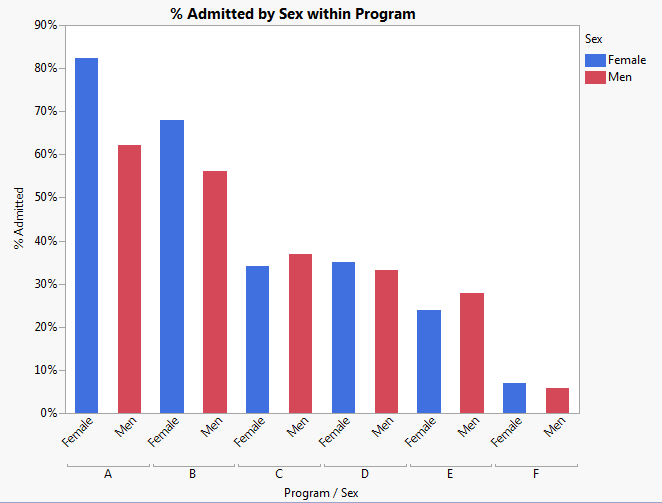 % Admitted by Sex within Program
Sex
Female
Men
90%
80%
70%
60%
50%
40%
30%
20%
10%
0%
% Admitted
Female Men Female Men Female Men Female Men Female Men Female Men
A B C D E F
Program / Sex